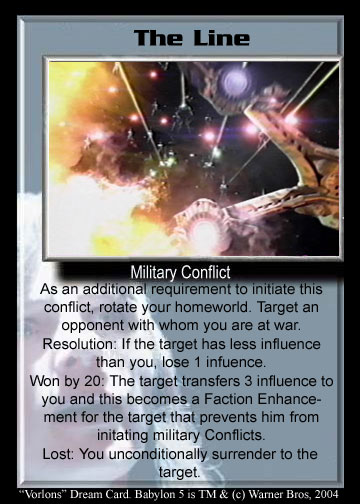 The Line
Military Conflict
As an additional requirement to initiate this
conflict, rotate your homeworld. Target an
opponent with whom you are at war.
Resolution: If the target has less influence
than you, lose 1 infuence.
Won by 20: The target transfers 3 influence to
you and this becomes a Faction Enhance-
ment for the target that prevents him from
initating military Conflicts.
Lost: You unconditionally surrender to the
target.
“Vorlons” Dream Card. Babylon 5 is TM & (c) Warner Bros, 2004